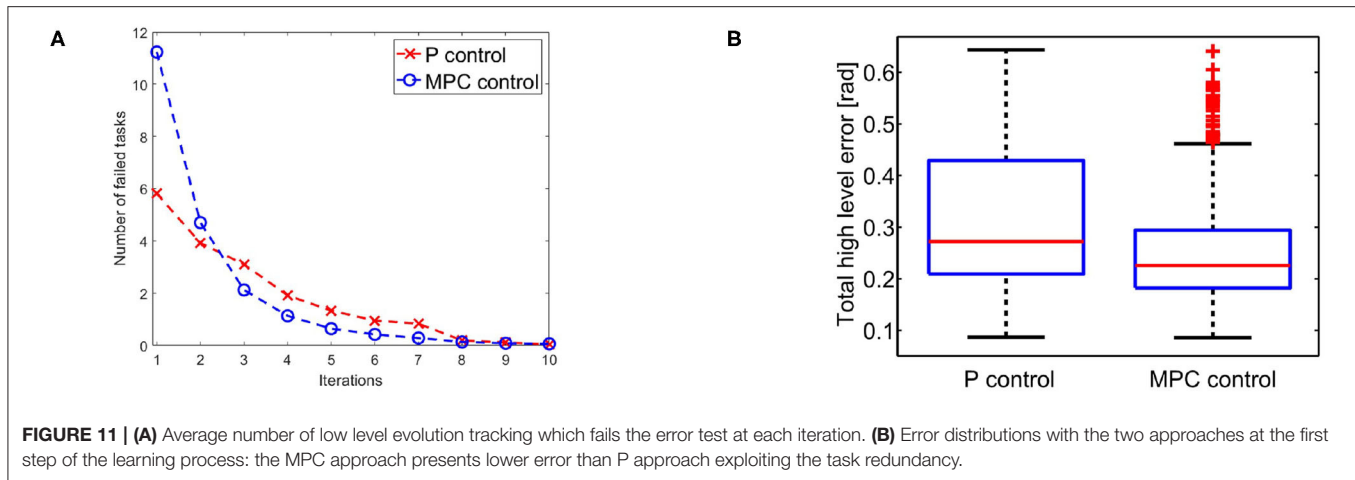 A
12
10
8
6
4
2
0
Number of failed tasks
P control
MPC control
1 2 3 4 5 6 7 8 9 10
Iterations
B
0.6
0.5
0.4
0.3
0.2
0.1
Total high level error [rad]
P control MPC control
FIGURE 11 | (A) Average number of low level evolution tracking which fails the error test at each iteration. (B) Error distributions with the two approaches at the first
step of the learning process: the MPC approach presents lower error than P approach exploiting the task redundancy.